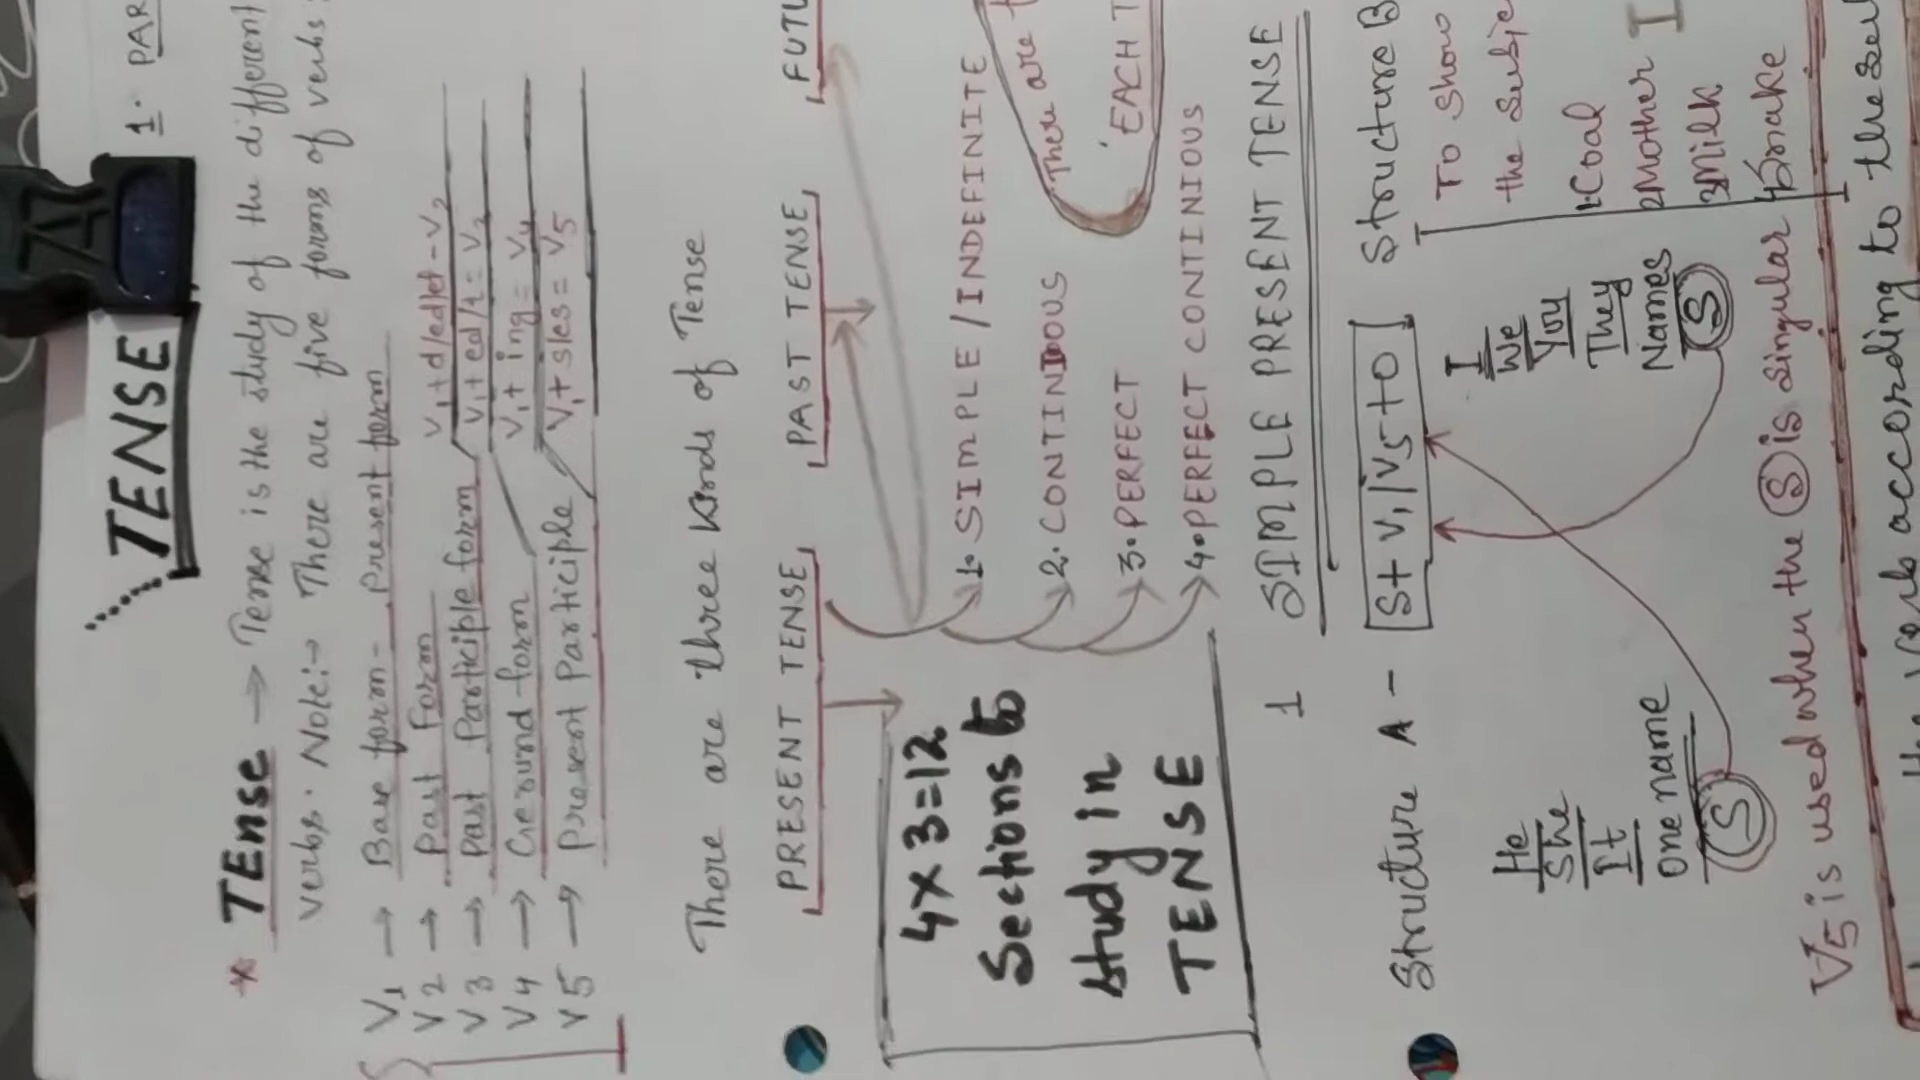 TENSE
1. PAR
* TEnse → Tense is the study of the different
verbs. Note:→ There are five forms of verbs
V1 → Base form - present form
V2 → Past Form V1+d/ed/et-V2
V3 → Past Participle form V1+ed/t=V3
V4 → Gerund form V1+ing=V4
V5 → Present Participle V1+s/es=V5
There are three kinds of Tense
PRESENT TENSE PAST TENSE FUTU
4x3=12
Sections to
study in
TENSE
1. SIMPLE / INDEFINITE
2. CONTINIOUS
3. PERFECT
4. PERFECT CONTINIOUS
There are
EACH T
1 SIMPLE PRESENT TENSE
Structure A - S+V1/V5+O Structure B
He
She
It
One name
S
I
We
You
They
Names
S
To show
the subje
1. Coal
2 Mother I
3 Milk
4 Brake
V5 is used when the S is singular
verb according to the su